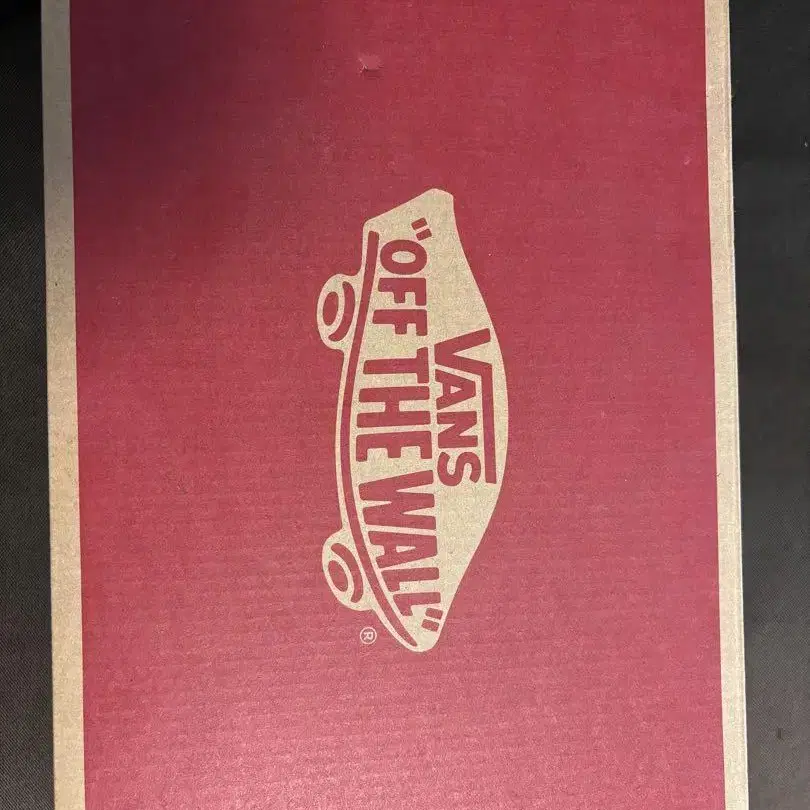 VANS
"OFF THE WALL"
®